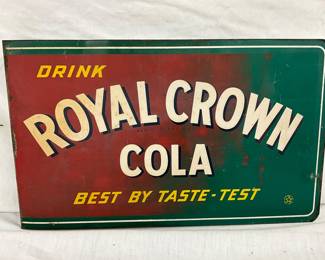 DRINK
ROYAL CROWN
COLA
BEST BY TASTE-TEST